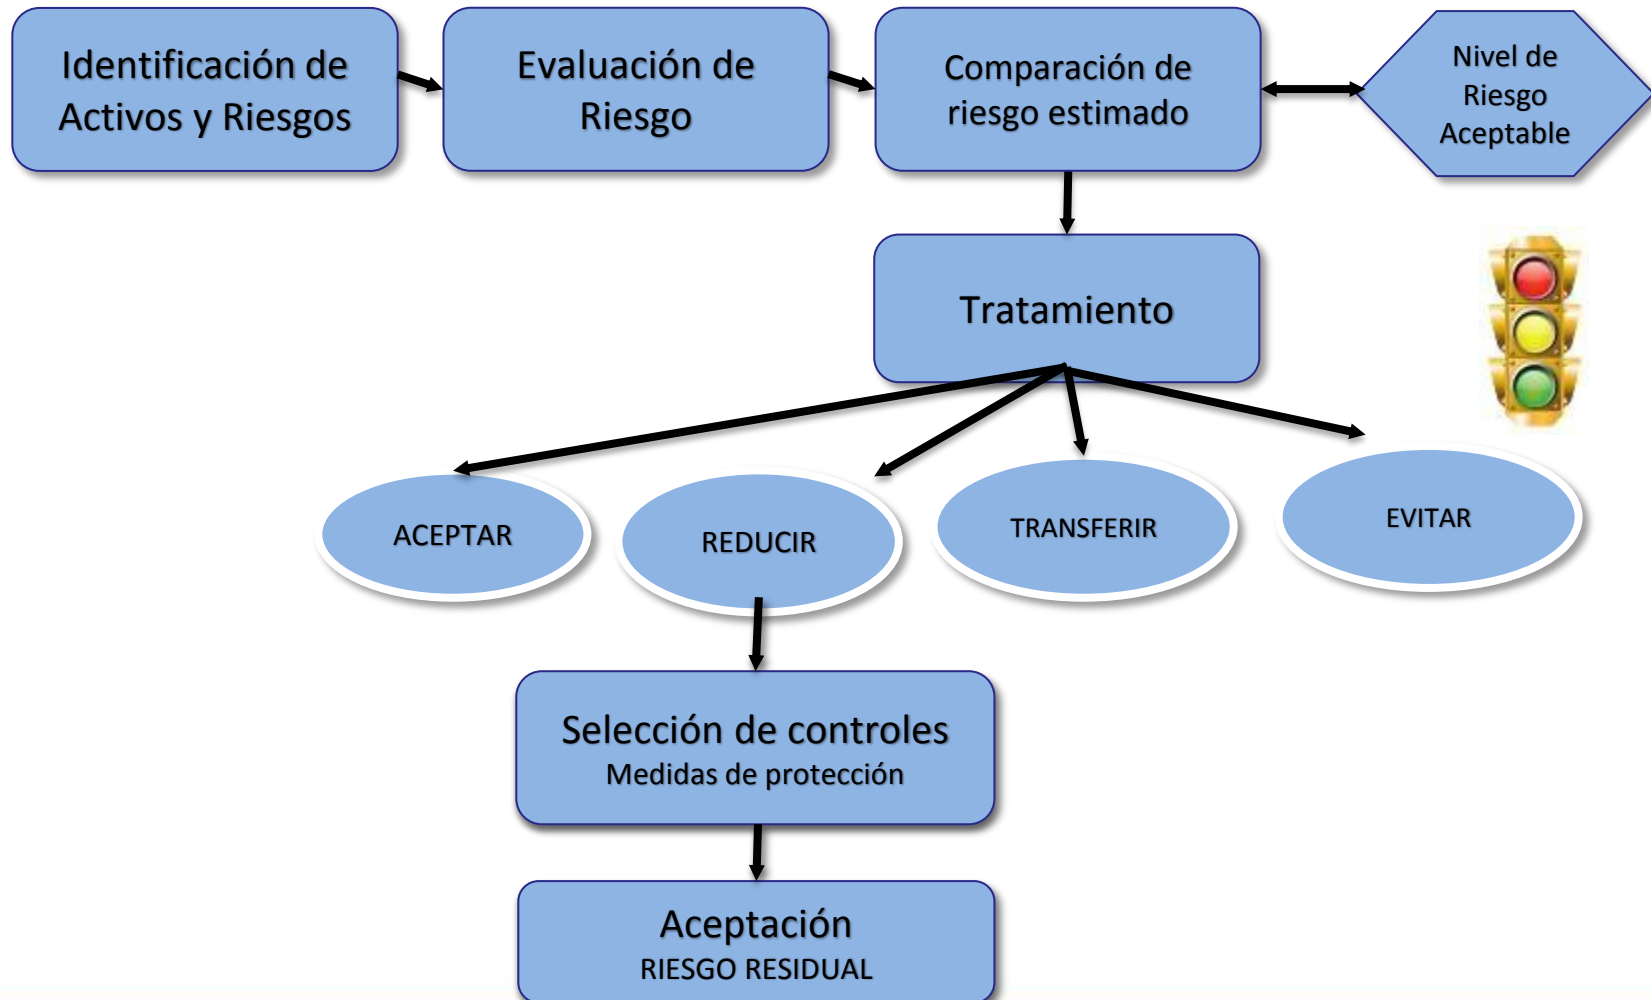 Identificación de
Activos y Riesgos
Evaluación de
Riesgo
Comparación de
riesgo estimado
Nivel de
Riesgo
Aceptable
Tratamiento
ACEPTAR
REDUCIR
TRANSFERIR
EVITAR
Selección de controles
Medidas de protección
Aceptación
RIESGO RESIDUAL